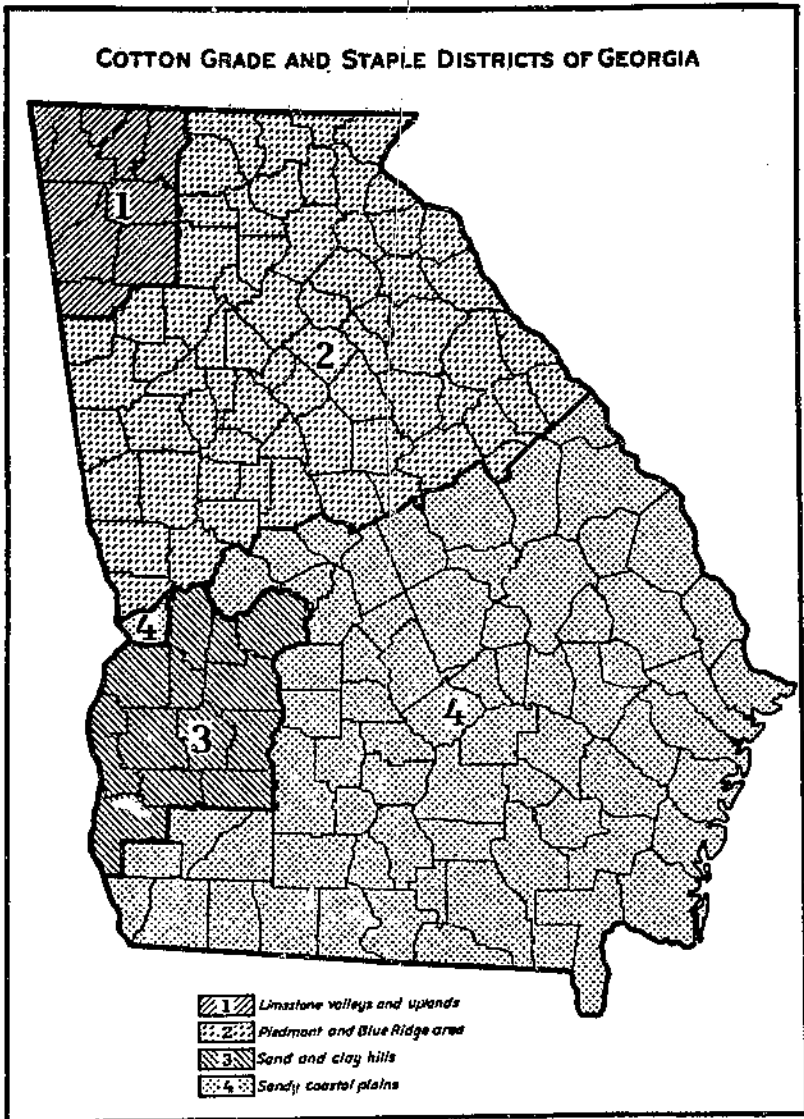 COTTON GRADE AND STAPLE DISTRICTS OF GEORGIA
1
2
4
4
3
1 Limestone valleys and uplands
2 Piedmont and Blue Ridge area
3 Sand and clay hills
4 Sandy coastal plains